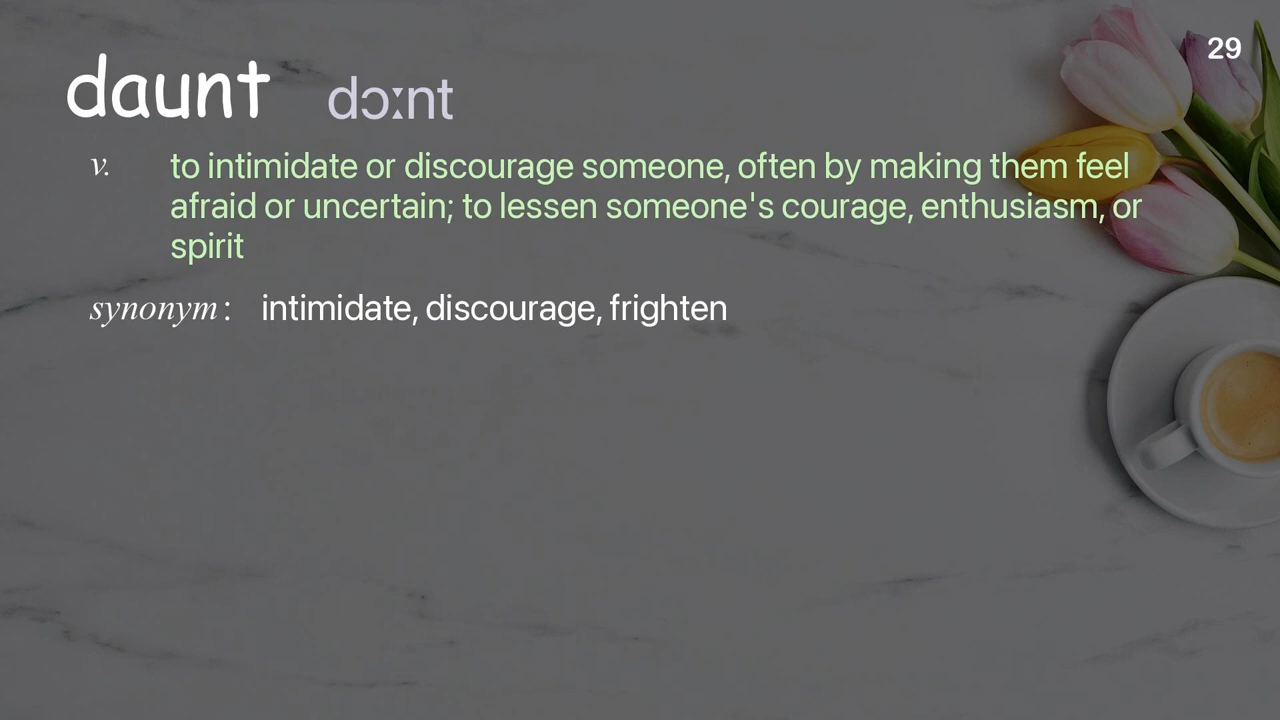 29
daunt dɔːnt
v. to intimidate or discourage someone, often by making them feel
afraid or uncertain; to lessen someone's courage, enthusiasm, or
spirit
synonym : intimidate, discourage, frighten